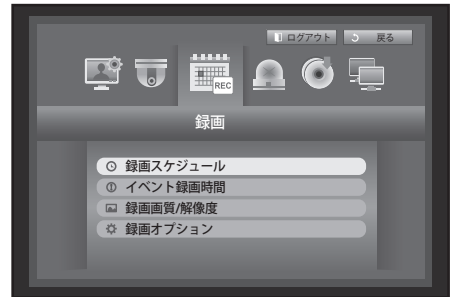 ログアウト 戻る
REC
録画
録画スケジュール
イベント録画時間
録画画質/解像度
録画オプション